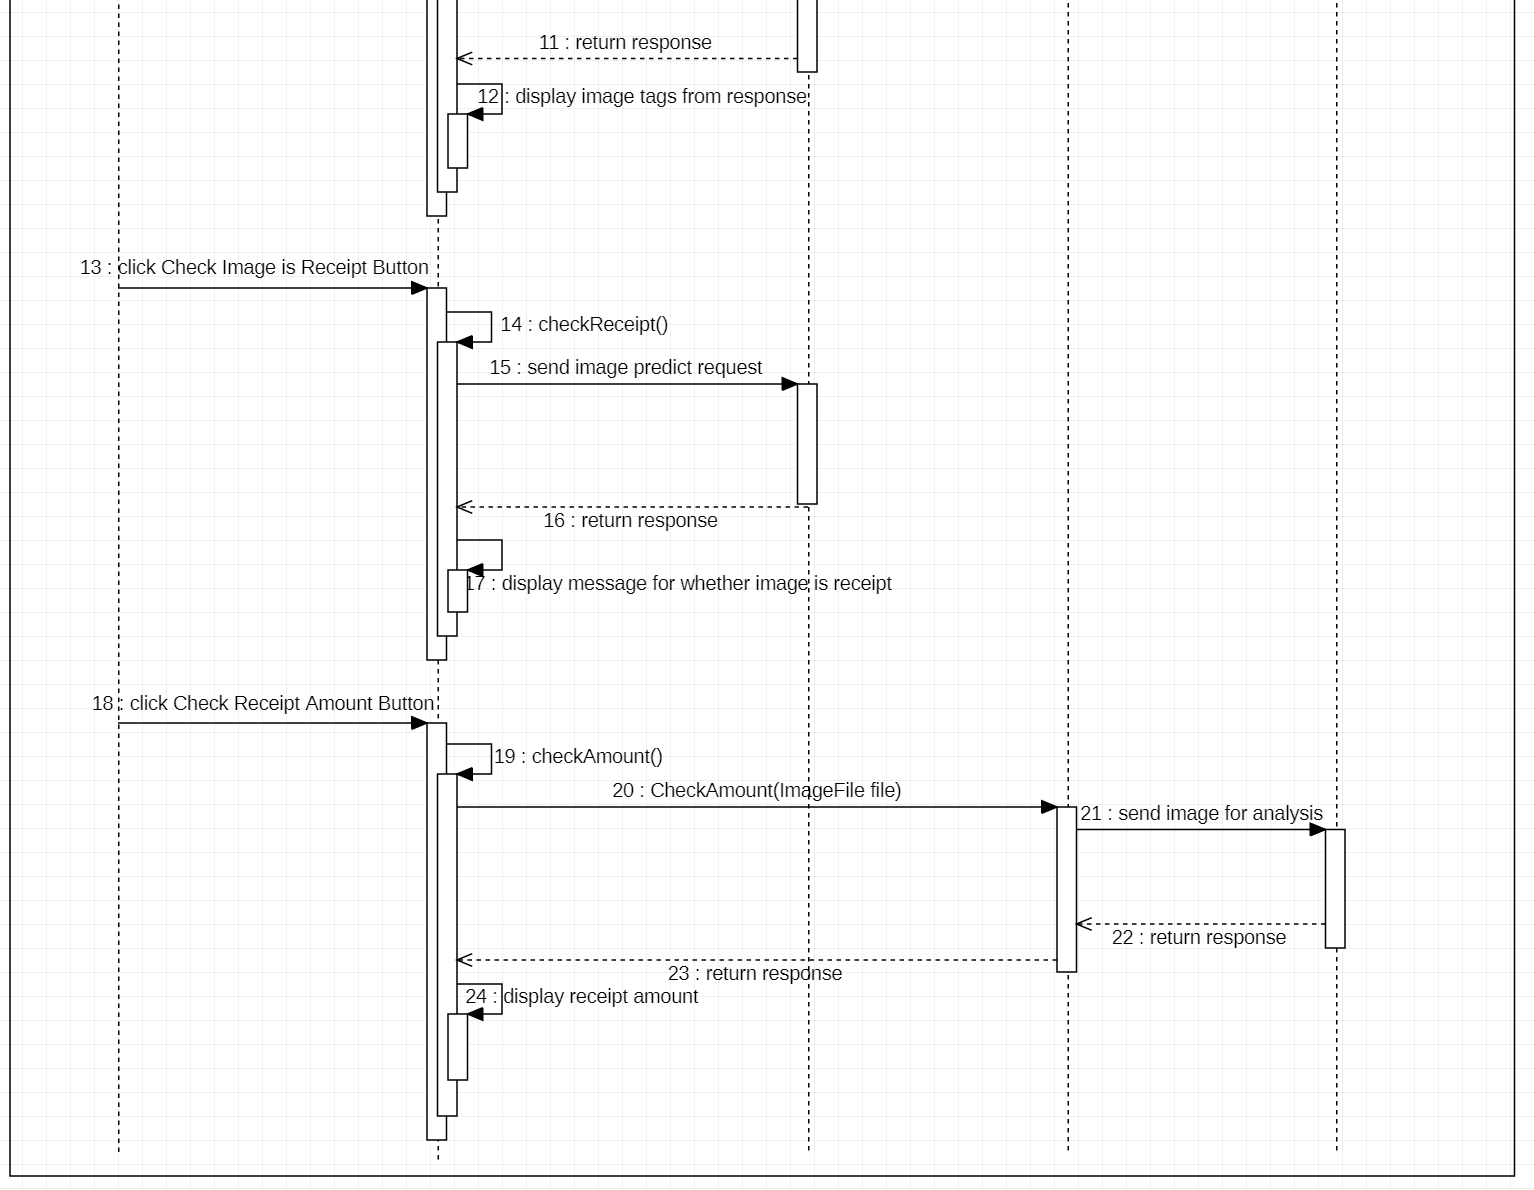 11 : return response
12 : display image tags from response
13 : click Check Image is Receipt Button
14 : checkReceipt()
15 : send image predict request
16 : return response
17 : display message for whether image is receipt
18 : click Check Receipt Amount Button
19 : checkAmount()
20 : CheckAmount(ImageFile file)
21 : send image for analysis
22 : return response
23 : return response
24 : display receipt amount